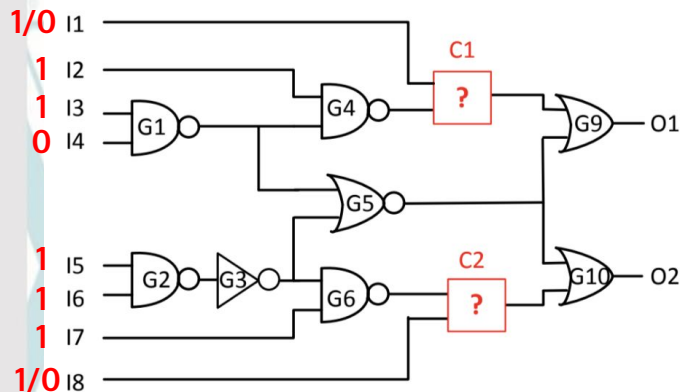 1/0 I1
C1
1 I2
?
1 I3
G1
G4
G9
O1
0 I4
G5
1 I5
G2
G3
C2
G10
O2
1 I6
G6
?
1 I7
1/0 I8